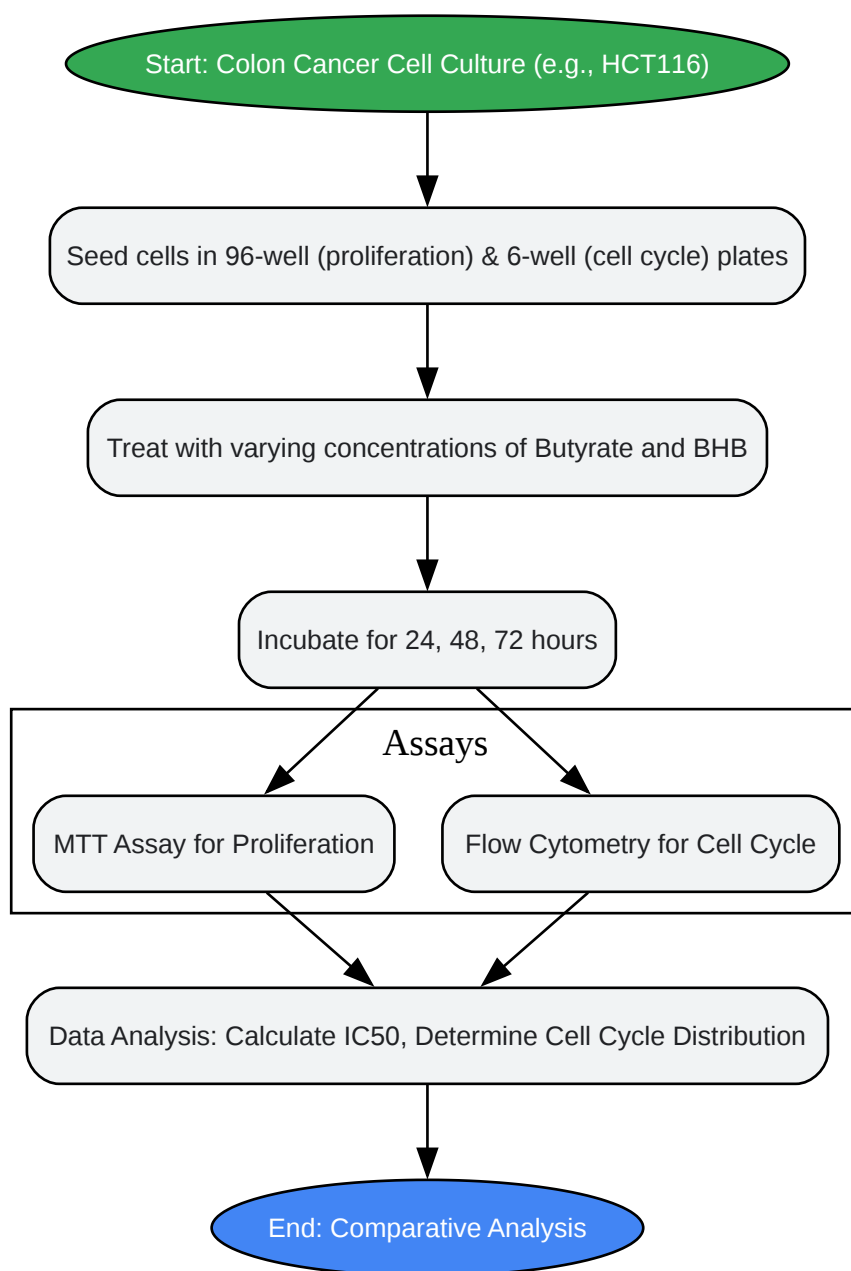 Start: Colon Cancer Cell Culture (e.g., HCT116)
Seed cells in 96-well (proliferation) & 6-well (cell cycle) plates
Treat with varying concentrations of Butyrate and BHB
Incubate for 24, 48, 72 hours
Assays
MTT Assay for Proliferation
Flow Cytometry for Cell Cycle
Data Analysis: Calculate IC50, Determine Cell Cycle Distribution
End: Comparative Analysis